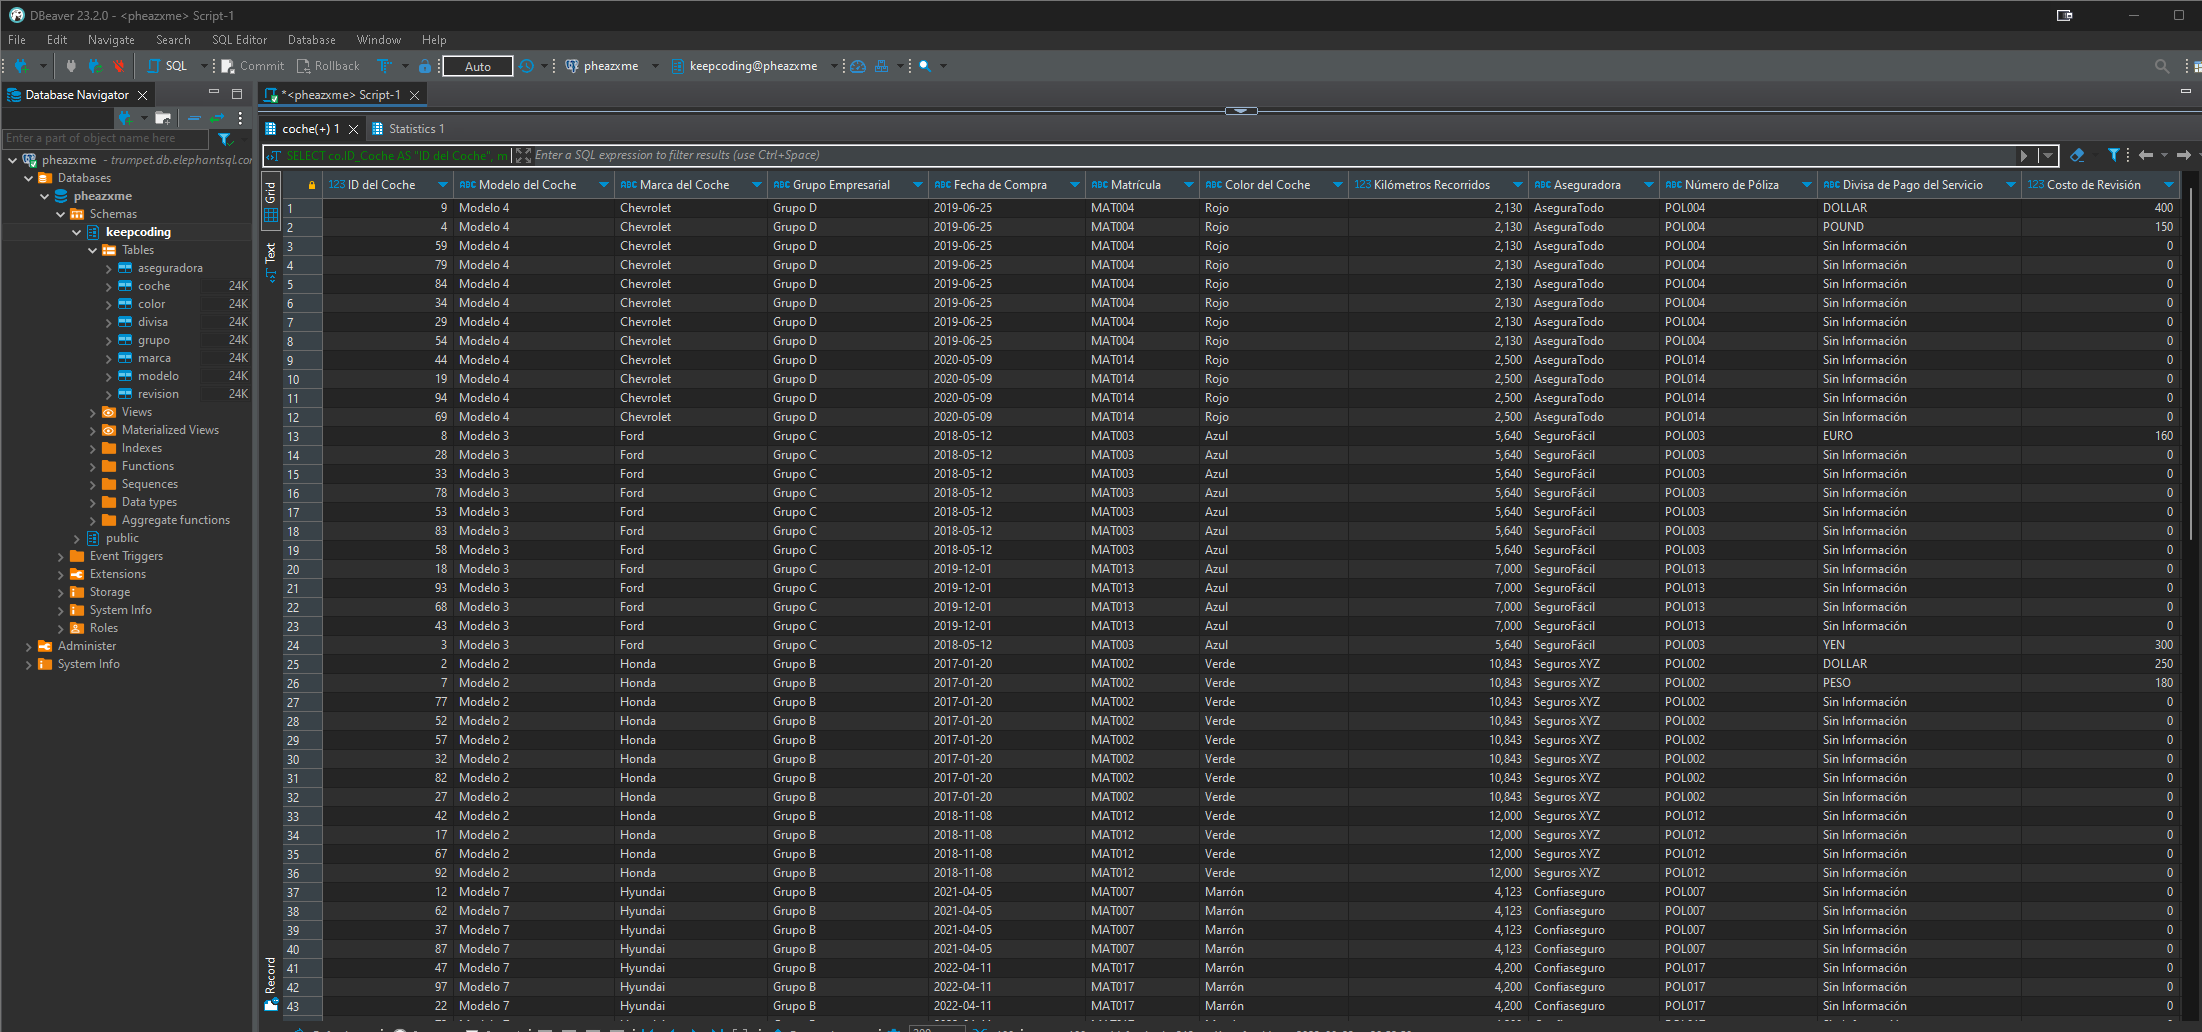 DBeaver 23.2.0 - <pheazxme> Script-1
File Edit Navigate Search SQL Editor Database Window Help
SQL Commit Rollback Auto pheazxme keepcoding@pheazxme
Database Navigator
*<pheazxme> Script-1
Enter a part of object name here
pheazxme - trumpet.db.elephantsql.co
Databases
pheazxme
Schemas
keepcoding
Tables
aseguradora
coche 24K
color 24K
divisa 24K
grupo 24K
marca 24K
modelo 24K
revision 24K
Views
Materialized Views
Indexes
Functions
Sequences
Data types
Aggregate functions
public
Event Triggers
Extensions
Storage
System Info
Roles
Administer
System Info
coche(+) 1 Statistics 1
SELECT co.ID_Coche AS "ID del Coche", m Enter a SQL expression to filter results (use Ctrl+Space)
Grid
Text
Record
123 ID del Coche ABC Modelo del Coche ABC Marca del Coche ABC Grupo Empresarial ABC Fecha de Compra ABC Matrícula ABC Color del Coche 123 Kilómetros Recorridos ABC Aseguradora ABC Número de Póliza ABC Divisa de Pago del Servicio 123 Costo de Revisión
1 9 Modelo 4 Chevrolet Grupo D 2019-06-25 MAT004 Rojo 2,130 AseguraTodo POL004 DOLLAR 400
2 4 Modelo 4 Chevrolet Grupo D 2019-06-25 MAT004 Rojo 2,130 AseguraTodo POL004 POUND 150
3 59 Modelo 4 Chevrolet Grupo D 2019-06-25 MAT004 Rojo 2,130 AseguraTodo POL004 Sin Información 0
4 79 Modelo 4 Chevrolet Grupo D 2019-06-25 MAT004 Rojo 2,130 AseguraTodo POL004 Sin Información 0
5 84 Modelo 4 Chevrolet Grupo D 2019-06-25 MAT004 Rojo 2,130 AseguraTodo POL004 Sin Información 0
6 34 Modelo 4 Chevrolet Grupo D 2019-06-25 MAT004 Rojo 2,130 AseguraTodo POL004 Sin Información 0
7 29 Modelo 4 Chevrolet Grupo D 2019-06-25 MAT004 Rojo 2,130 AseguraTodo POL004 Sin Información 0
8 54 Modelo 4 Chevrolet Grupo D 2019-06-25 MAT004 Rojo 2,130 AseguraTodo POL004 Sin Información 0
9 44 Modelo 4 Chevrolet Grupo D 2020-05-09 MAT014 Rojo 2,500 AseguraTodo POL014 Sin Información 0
10 19 Modelo 4 Chevrolet Grupo D 2020-05-09 MAT014 Rojo 2,500 AseguraTodo POL014 Sin Información 0
11 94 Modelo 4 Chevrolet Grupo D 2020-05-09 MAT014 Rojo 2,500 AseguraTodo POL014 Sin Información 0
12 69 Modelo 4 Chevrolet Grupo D 2020-05-09 MAT014 Rojo 2,500 AseguraTodo POL014 Sin Información 0
13 8 Modelo 3 Ford Grupo C 2018-05-12 MAT003 Azul 5,640 SeguroFácil POL003 EURO 160
14 28 Modelo 3 Ford Grupo C 2018-05-12 MAT003 Azul 5,640 SeguroFácil POL003 Sin Información 0
15 33 Modelo 3 Ford Grupo C 2018-05-12 MAT003 Azul 5,640 SeguroFácil POL003 Sin Información 0
16 78 Modelo 3 Ford Grupo C 2018-05-12 MAT003 Azul 5,640 SeguroFácil POL003 Sin Información 0
17 53 Modelo 3 Ford Grupo C 2018-05-12 MAT003 Azul 5,640 SeguroFácil POL003 Sin Información 0
18 83 Modelo 3 Ford Grupo C 2018-05-12 MAT003 Azul 5,640 SeguroFácil POL003 Sin Información 0
19 58 Modelo 3 Ford Grupo C 2018-05-12 MAT003 Azul 5,640 SeguroFácil POL003 Sin Información 0
20 18 Modelo 3 Ford Grupo C 2019-12-01 MAT013 Azul 7,000 SeguroFácil POL013 Sin Información 0
21 93 Modelo 3 Ford Grupo C 2019-12-01 MAT013 Azul 7,000 SeguroFácil POL013 Sin Información 0
22 68 Modelo 3 Ford Grupo C 2019-12-01 MAT013 Azul 7,000 SeguroFácil POL013 Sin Información 0
23 43 Modelo 3 Ford Grupo C 2019-12-01 MAT013 Azul 7,000 SeguroFácil POL013 Sin Información 0
24 3 Modelo 3 Ford Grupo C 2018-05-12 MAT003 Azul 5,640 SeguroFácil POL003 YEN 300
25 2 Modelo 2 Honda Grupo B 2017-01-20 MAT002 Verde 10,843 Seguros XYZ POL002 DOLLAR 250
26 7 Modelo 2 Honda Grupo B 2017-01-20 MAT002 Verde 10,843 Seguros XYZ POL002 PESO 180
27 77 Modelo 2 Honda Grupo B 2017-01-20 MAT002 Verde 10,843 Seguros XYZ POL002 Sin Información 0
28 52 Modelo 2 Honda Grupo B 2017-01-20 MAT002 Verde 10,843 Seguros XYZ POL002 Sin Información 0
29 57 Modelo 2 Honda Grupo B 2017-01-20 MAT002 Verde 10,843 Seguros XYZ POL002 Sin Información 0
30 32 Modelo 2 Honda Grupo B 2017-01-20 MAT002 Verde 10,843 Seguros XYZ POL002 Sin Información 0
31 82 Modelo 2 Honda Grupo B 2017-01-20 MAT002 Verde 10,843 Seguros XYZ POL002 Sin Información 0
32 27 Modelo 2 Honda Grupo B 2017-01-20 MAT002 Verde 10,843 Seguros XYZ POL002 Sin Información 0
33 42 Modelo 2 Honda Grupo B 2018-11-08 MAT012 Verde 12,000 Seguros XYZ POL012 Sin Información 0
34 17 Modelo 2 Honda Grupo B 2018-11-08 MAT012 Verde 12,000 Seguros XYZ POL012 Sin Información 0
35 67 Modelo 2 Honda Grupo B 2018-11-08 MAT012 Verde 12,000 Seguros XYZ POL012 Sin Información 0
36 92 Modelo 2 Honda Grupo B 2018-11-08 MAT012 Verde 12,000 Seguros XYZ POL012 Sin Información 0
37 12 Modelo 7 Hyundai Grupo B 2021-04-05 MAT007 Marrón 4,123 Confiaseguro POL007 Sin Información 0
38 62 Modelo 7 Hyundai Grupo B 2021-04-05 MAT007 Marrón 4,123 Confiaseguro POL007 Sin Información 0
39 37 Modelo 7 Hyundai Grupo B 2021-04-05 MAT007 Marrón 4,123 Confiaseguro POL007 Sin Información 0
40 87 Modelo 7 Hyundai Grupo B 2021-04-05 MAT007 Marrón 4,123 Confiaseguro POL007 Sin Información 0
41 47 Modelo 7 Hyundai Grupo B 2022-04-11 MAT017 Marrón 4,200 Confiaseguro POL017 Sin Información 0
42 97 Modelo 7 Hyundai Grupo B 2022-04-11 MAT017 Marrón 4,200 Confiaseguro POL017 Sin Información 0
43 22 Modelo 7 Hyundai Grupo B 2022-04-11 MAT017 Marrón 4,200 Confiaseguro POL017 Sin Información 0